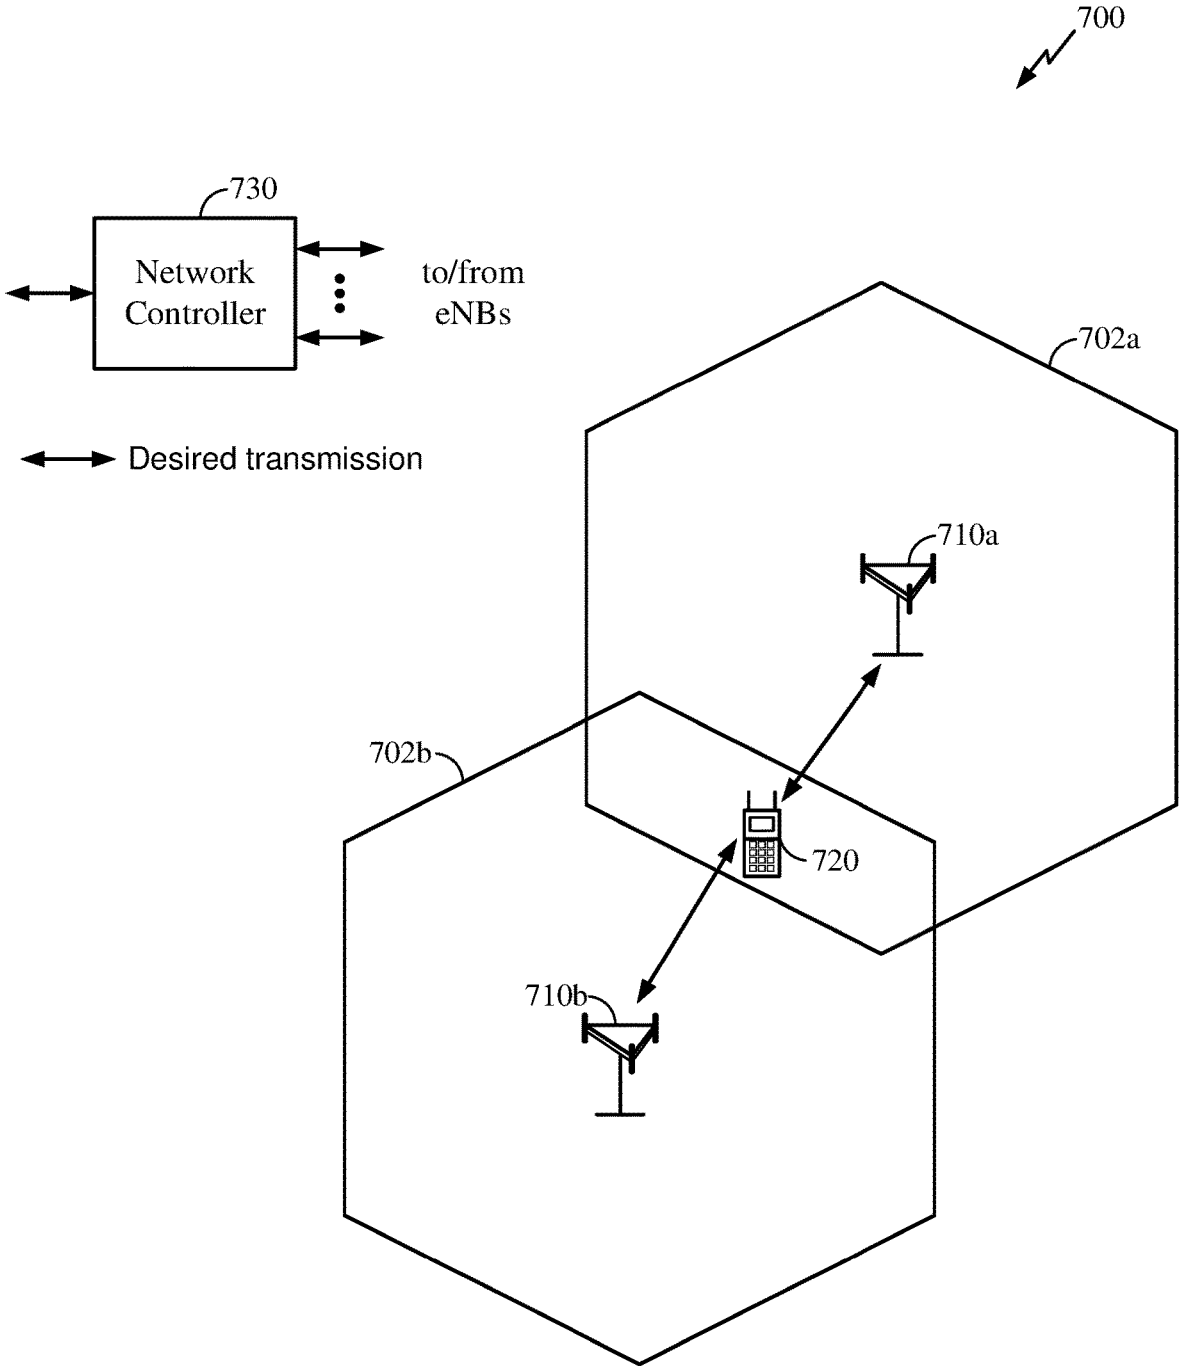 700
730
Network
Controller
to/from
eNBs
702a
Desired transmission
710a
702b
720
710b